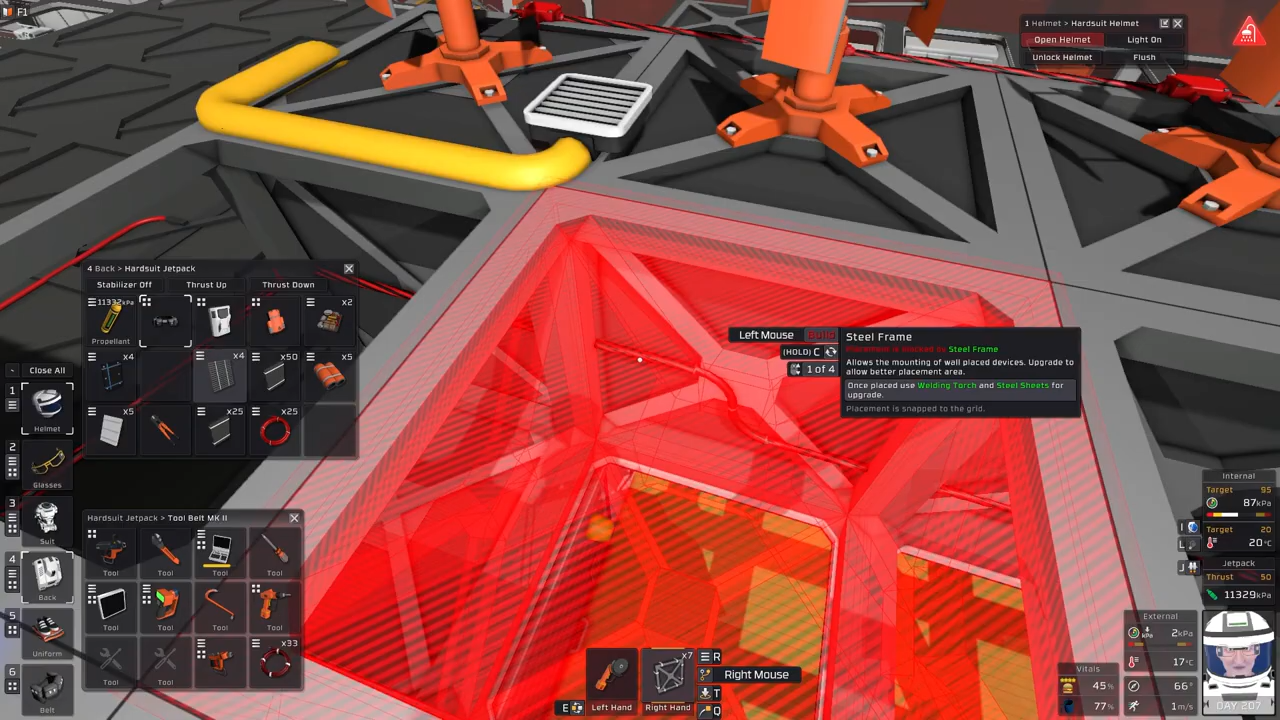 F1
1 Helmet > Hardsuit Helmet
Open Helmet
Light On
Unlock Helmet
Flush
4 Back > Hardsuit Jetpack
Stabilizer Off
Thrust Up
Thrust Down
11332kPa
Propellant
x2
x4
x4
x50
x5
x5
x25
x25
Close All
1
Helmet
2
Glasses
3
Suit
4
Back
5
Uniform
6
Belt
Hardsuit Jetpack > Tool Belt MK II
Tool
Tool
Tool
Tool
Tool
Tool
Tool
Tool
Tool
Tool
x33
Left Mouse
Build
(HOLD) C
1 of 4
Steel Frame
Placement is blocked by Steel Frame
Allows the mounting of wall placed devices. Upgrade to
allow better placement area.
Once placed use Welding Torch and Steel Sheets for
upgrade.
Placement is snapped to the grid.
E
Left Hand
x7
Right Hand
R
Right Mouse
T
Q
Internal
Target 95
87kPa
Target 20
20°C
Jetpack
Thrust 50
11329kPa
I
L
J
External
kPa
2kPa
17°C
66°
1m/s
Vitals
45%
77%
DAY 207